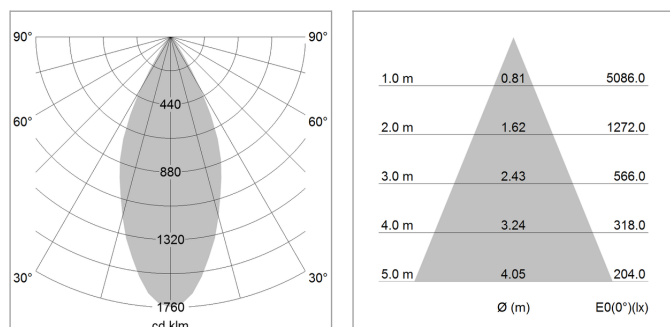 90° 90°
440
60° 60°
880
1320
30° 30°
1760
cd klm
1.0 m 0.81 5086.0
2.0 m 1.62 1272.0
3.0 m 2.43 566.0
4.0 m 3.24 318.0
5.0 m 4.05 204.0
Ø (m) E0(0°)(lx)